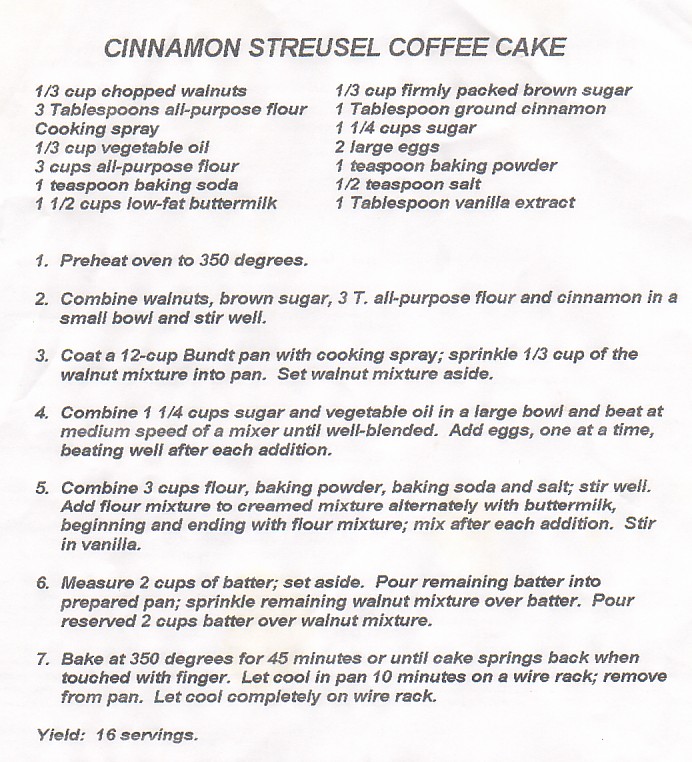 CINNAMON STREUSEL COFFEE CAKE
1/3 cup chopped walnuts
3 Tablespoons all-purpose flour
Cooking spray
1/3 cup vegetable oil
3 cups all-purpose flour
1 teaspoon baking soda
1 1/2 cups low-fat buttermilk
1/3 cup firmly packed brown sugar
1 Tablespoon ground cinnamon
1 1/4 cups sugar
2 large eggs
1 teaspoon baking powder
1/2 teaspoon salt
1 Tablespoon vanilla extract
1. Preheat oven to 350 degrees.
2. Combine walnuts, brown sugar, 3 T. all-purpose flour and cinnamon in a
small bowl and stir well.
3. Coat a 12-cup Bundt pan with cooking spray; sprinkle 1/3 cup of the
walnut mixture into pan. Set walnut mixture aside.
4. Combine 1 1/4 cups sugar and vegetable oil in a large bowl and beat at
medium speed of a mixer until well-blended. Add eggs, one at a time,
beating well after each addition.
5. Combine 3 cups flour, baking powder, baking soda and salt; stir well.
Add flour mixture to creamed mixture alternately with buttermilk,
beginning and ending with flour mixture; mix after each addition. Stir
in vanilla.
6. Measure 2 cups of batter; set aside. Pour remaining batter into
prepared pan; sprinkle remaining walnut mixture over batter. Pour
reserved 2 cups batter over walnut mixture.
7. Bake at 350 degrees for 45 minutes or until cake springs back when
touched with finger. Let cool in pan 10 minutes on a wire rack; remove
from pan. Let cool completely on wire rack.
Yield: 16 servings.